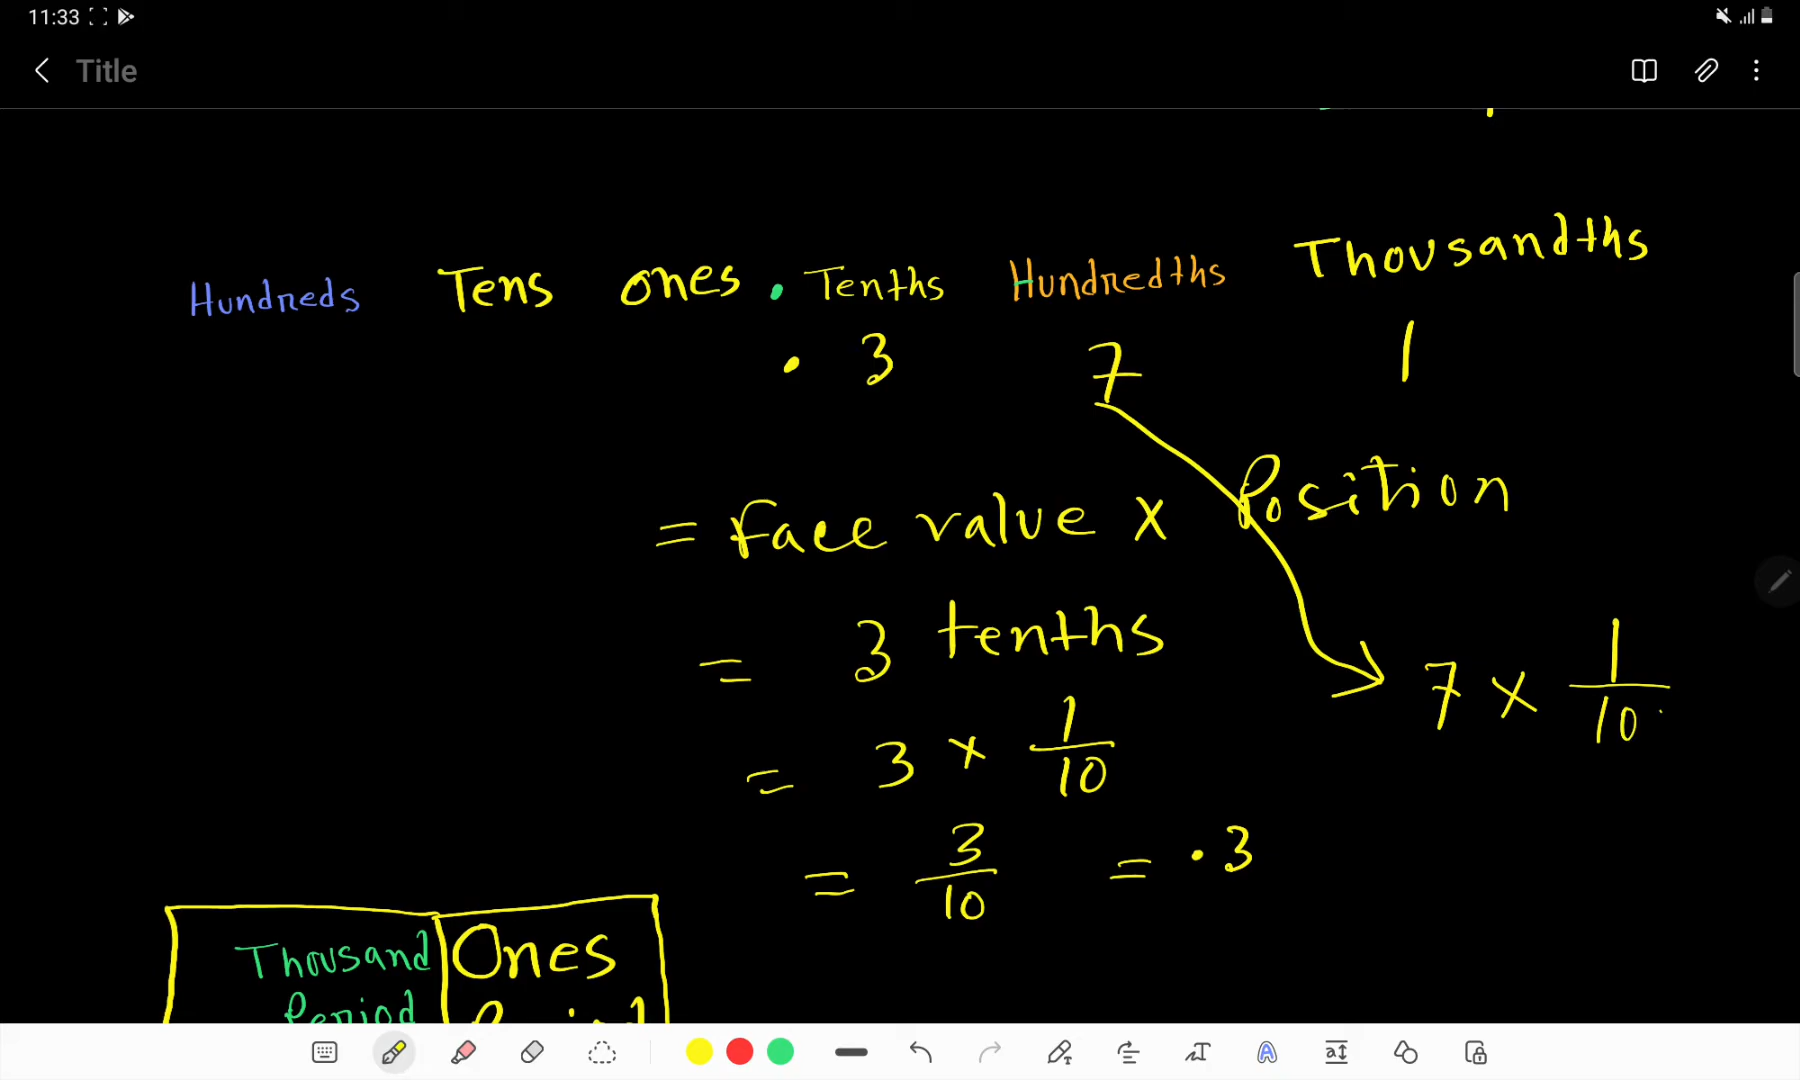 11:33
Title
Hundreds Tens ones . Tenths Hundredths Thousandths
. 3 7 1
= Face value x Position
= 3 tenths
= 3 x 1/10
7 x 1/10
= 3/10 = .3
Thousand Ones
Period